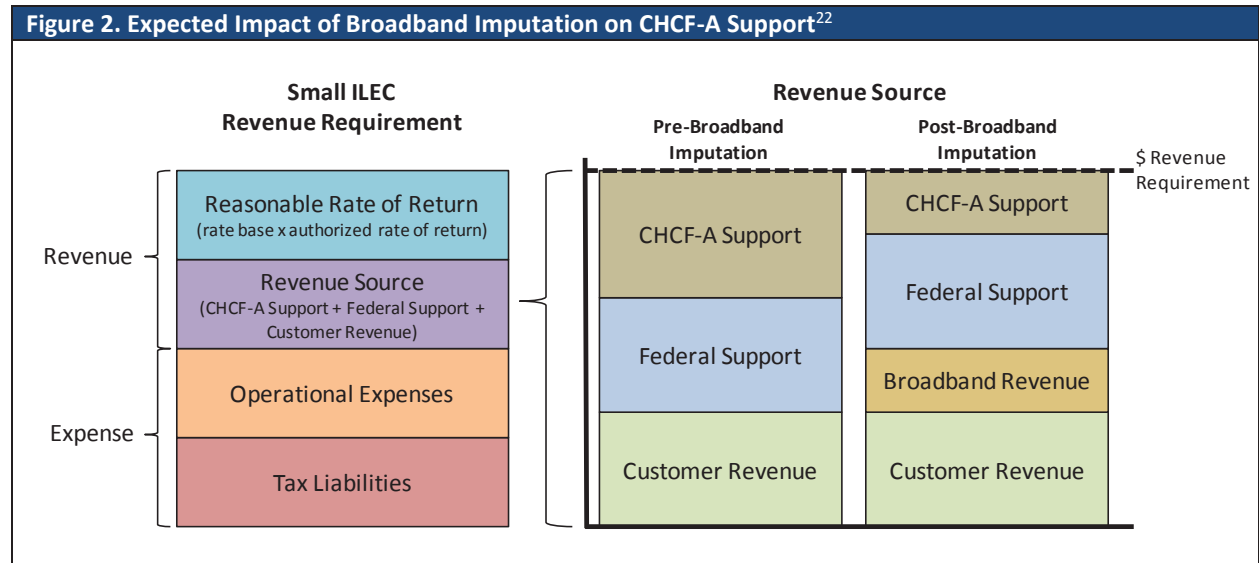 Figure 2. Expected Impact of Broadband Imputation on CHCF-A Support22
Small ILEC
Revenue Requirement
Revenue
Expense
Reasonable Rate of Return
(rate base x authorized rate of return)
Revenue Source
(CHCF-A Support + Federal Support +
Customer Revenue)
Operational Expenses
Tax Liabilities
Revenue Source
Pre-Broadband
Imputation
CHCF-A Support
Federal Support
Customer Revenue
Post-Broadband
Imputation
CHCF-A Support
Federal Support
Broadband Revenue
Customer Revenue
$ Revenue
Requirement